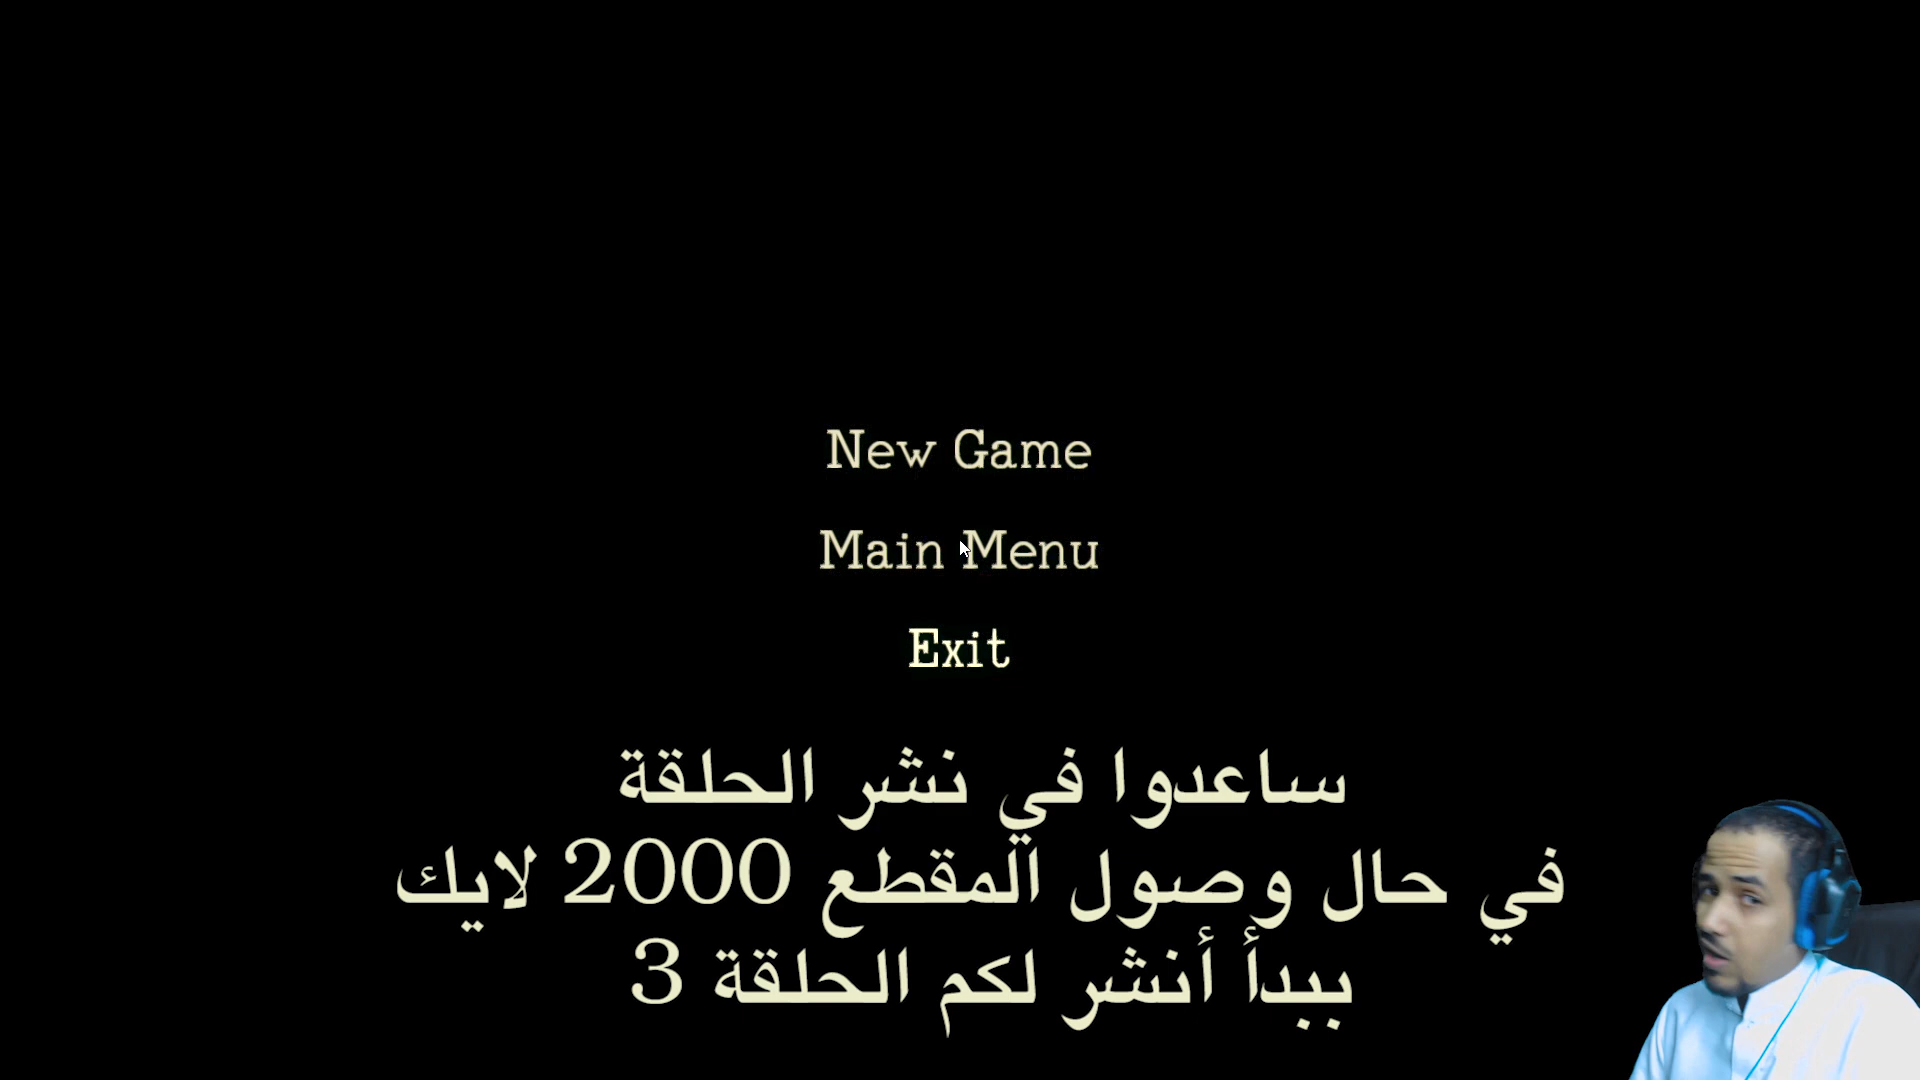 New Game
Main Menu
Exit
ساعدوا في نشر الحلقة
في حال وصول المقطع 2000 لايك
ببدأ أنشر لكم الحلقة 3